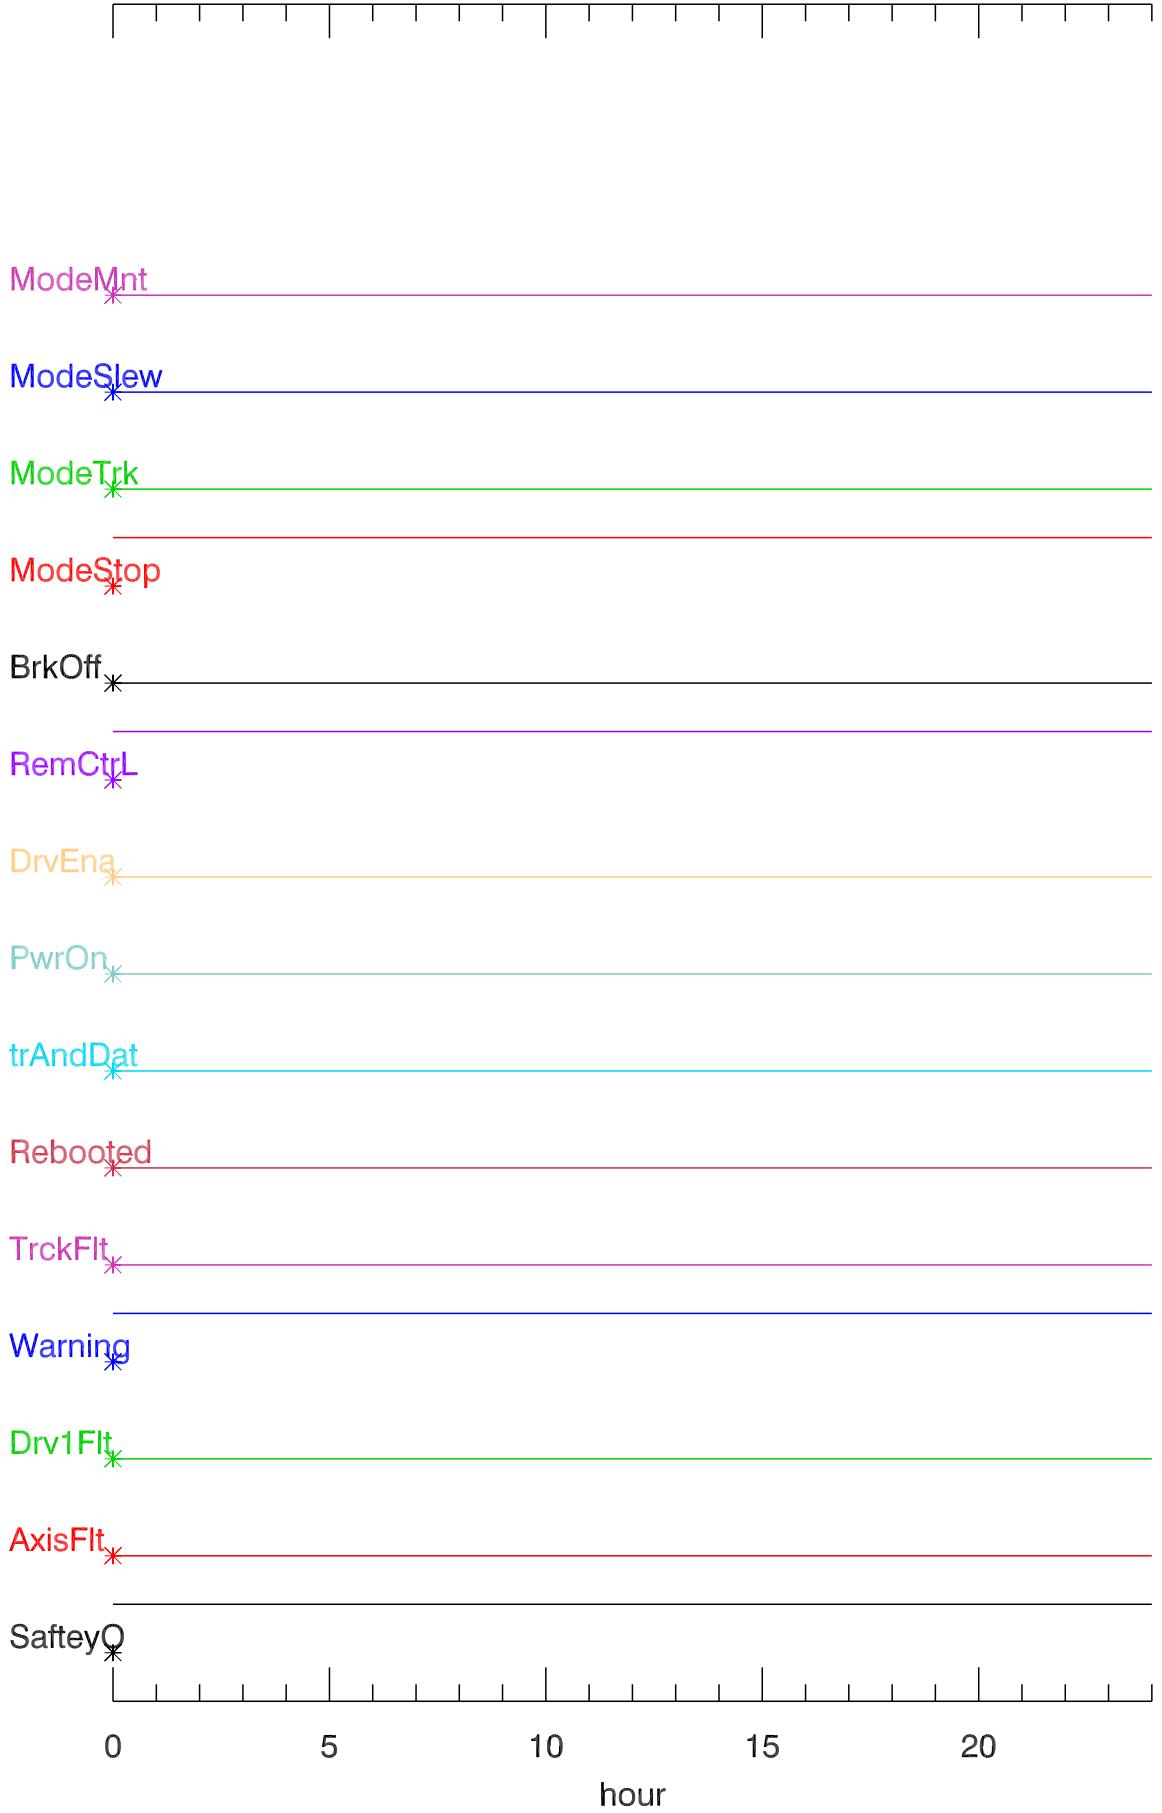 ModeMnt
ModeSlew
ModeTrk
ModeStop
BrkOff
RemCtrL
DrvEna
PwrOn
trAndDat
Rebooted
TrckFlt
Warning
Drv1Flt
AxisFlt
SafteyO
0 5 10 15 20
hour